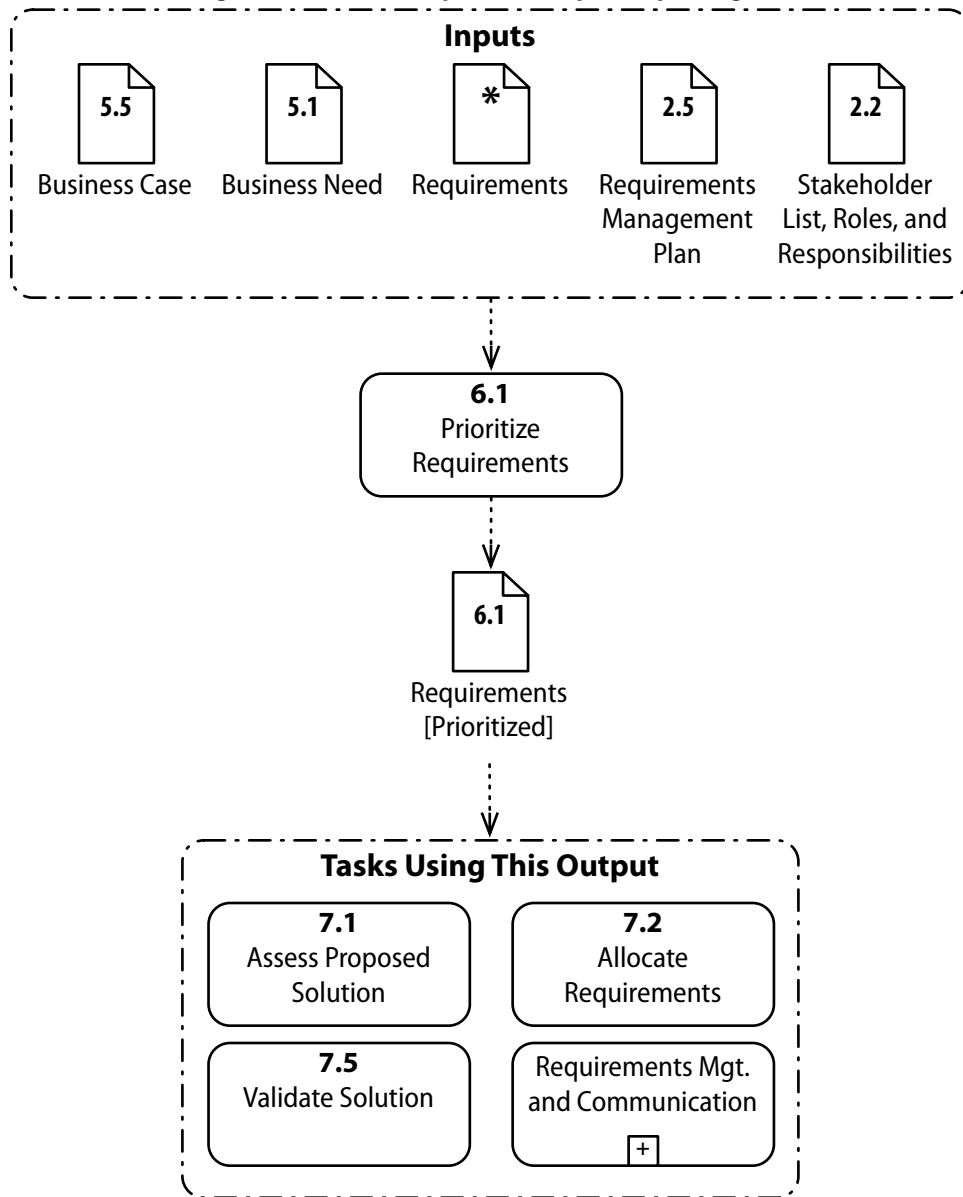 Inputs
5.5
5.1
*
2.5
2.2
Business Case
Business Need
Requirements
Requirements
Management
Plan
Stakeholder
List, Roles, and
Responsibilities
6.1
Prioritize
Requirements
6.1
Requirements
[Prioritized]
Tasks Using This Output
7.1
Assess Proposed
Solution
7.2
Allocate
Requirements
7.5
Validate Solution
Requirements Mgt.
and Communication
+